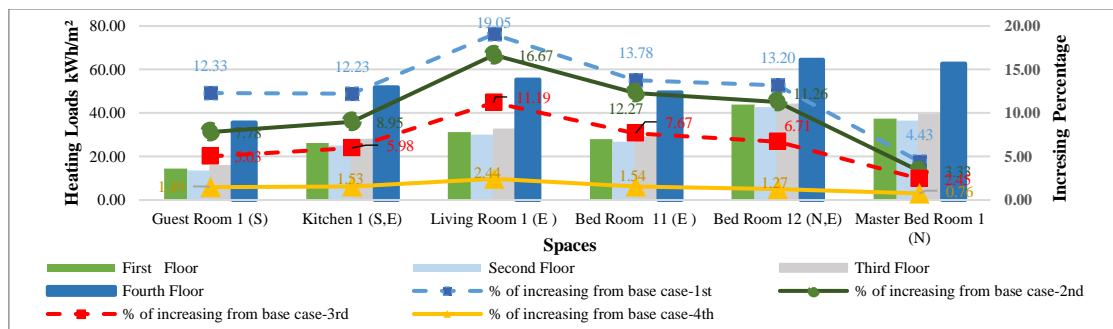 80.00
60.00
40.00
20.00
0.00
Heating Loads kWh/m²
20.00
15.00
10.00
5.00
0.00
Incresing Percentage
12.33
12.23
19.05
13.78
13.20
4.43
7.78
8.95
16.67
12.27
11.26
3.33
5.03
5.98
11.19
7.67
6.71
1.53
2.44
1.54
1.27
0.76
Guest Room 1 (S)
Kitchen 1 (S,E)
Living Room 1 (E )
Bed Room 11 (E )
Bed Room 12 (N,E)
Master Bed Room 1
(N)
Spaces
First Floor
Second Floor
Third Floor
Fourth Floor
% of increasing from base case-1st
% of increasing from base case-2nd
% of increasing from base case-3rd
% of increasing from base case-4th